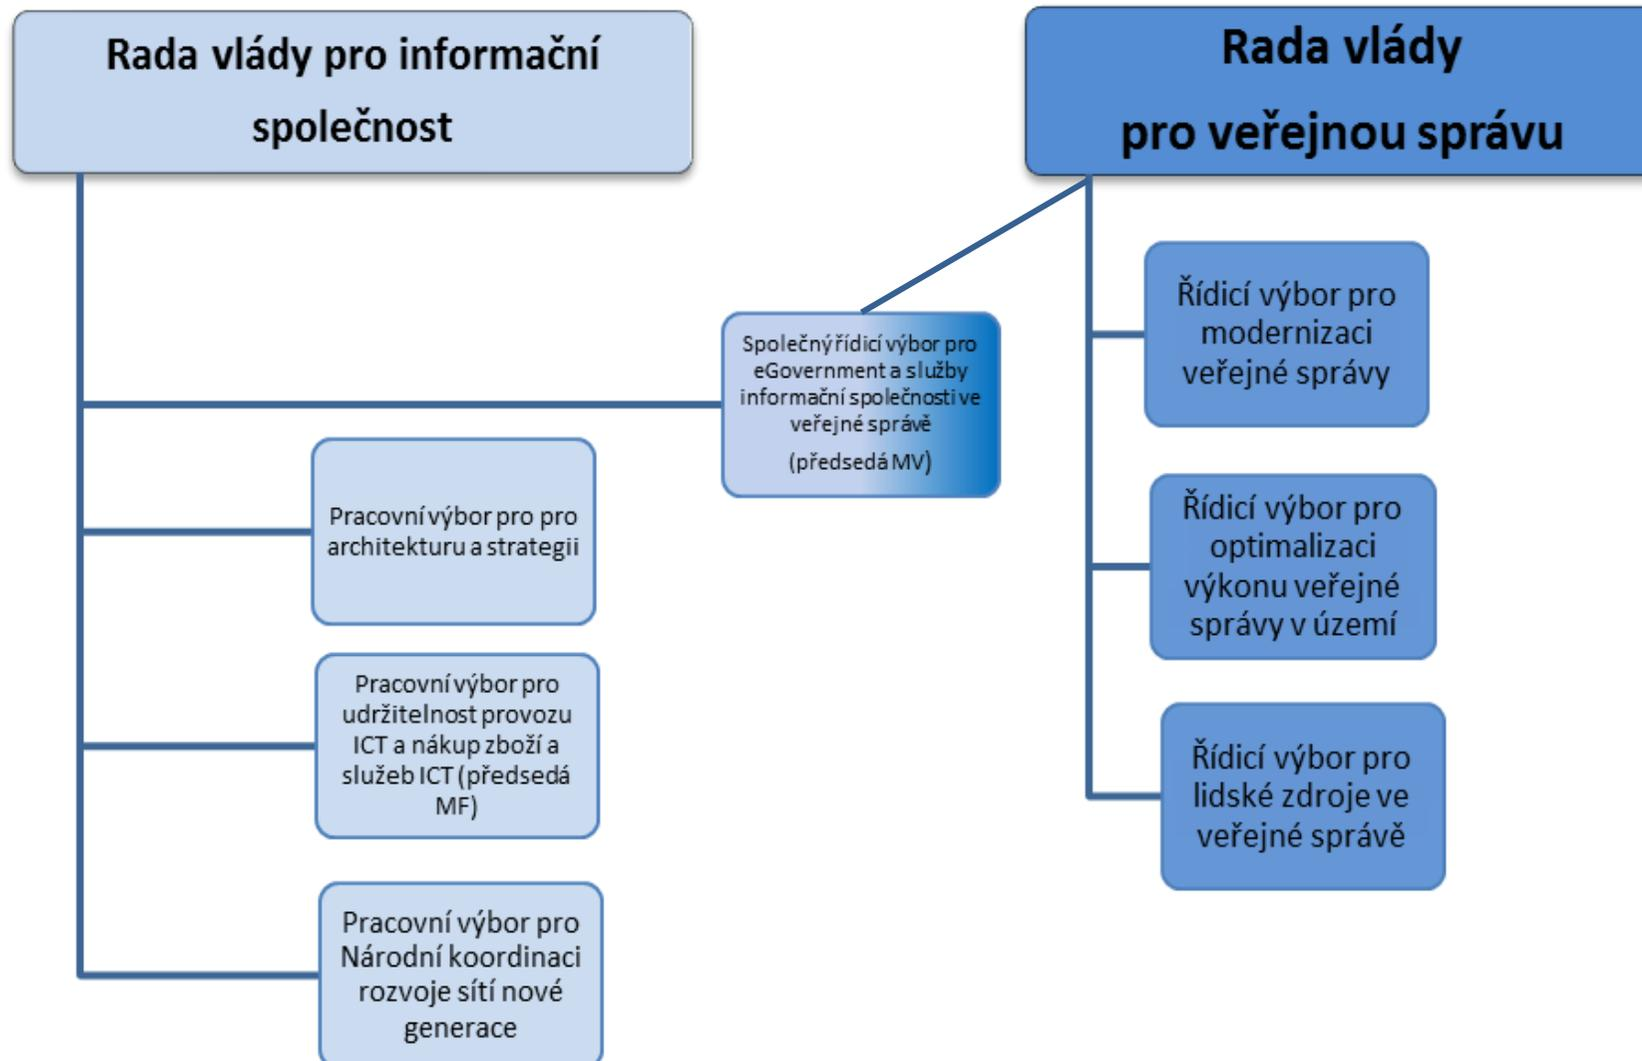 Rada vlády pro informační
společnost
Rada vlády
pro veřejnou správu
Společný řídicí výbor pro
eGovernment a služby
informační společnosti ve
veřejné správě
(předsedá MV)
Pracovní výbor pro pro
architekturu a strategii
Pracovní výbor pro
udržitelnost provozu
ICT a nákup zboží a
služeb ICT (předsedá
MF)
Pracovní výbor pro
Národní koordinaci
rozvoje sítí nové
generace
Řídicí výbor pro
modernizaci
veřejné správy
Řídicí výbor pro
optimalizaci
výkonu veřejné
správy v území
Řídicí výbor pro
lidské zdroje ve
veřejné správě